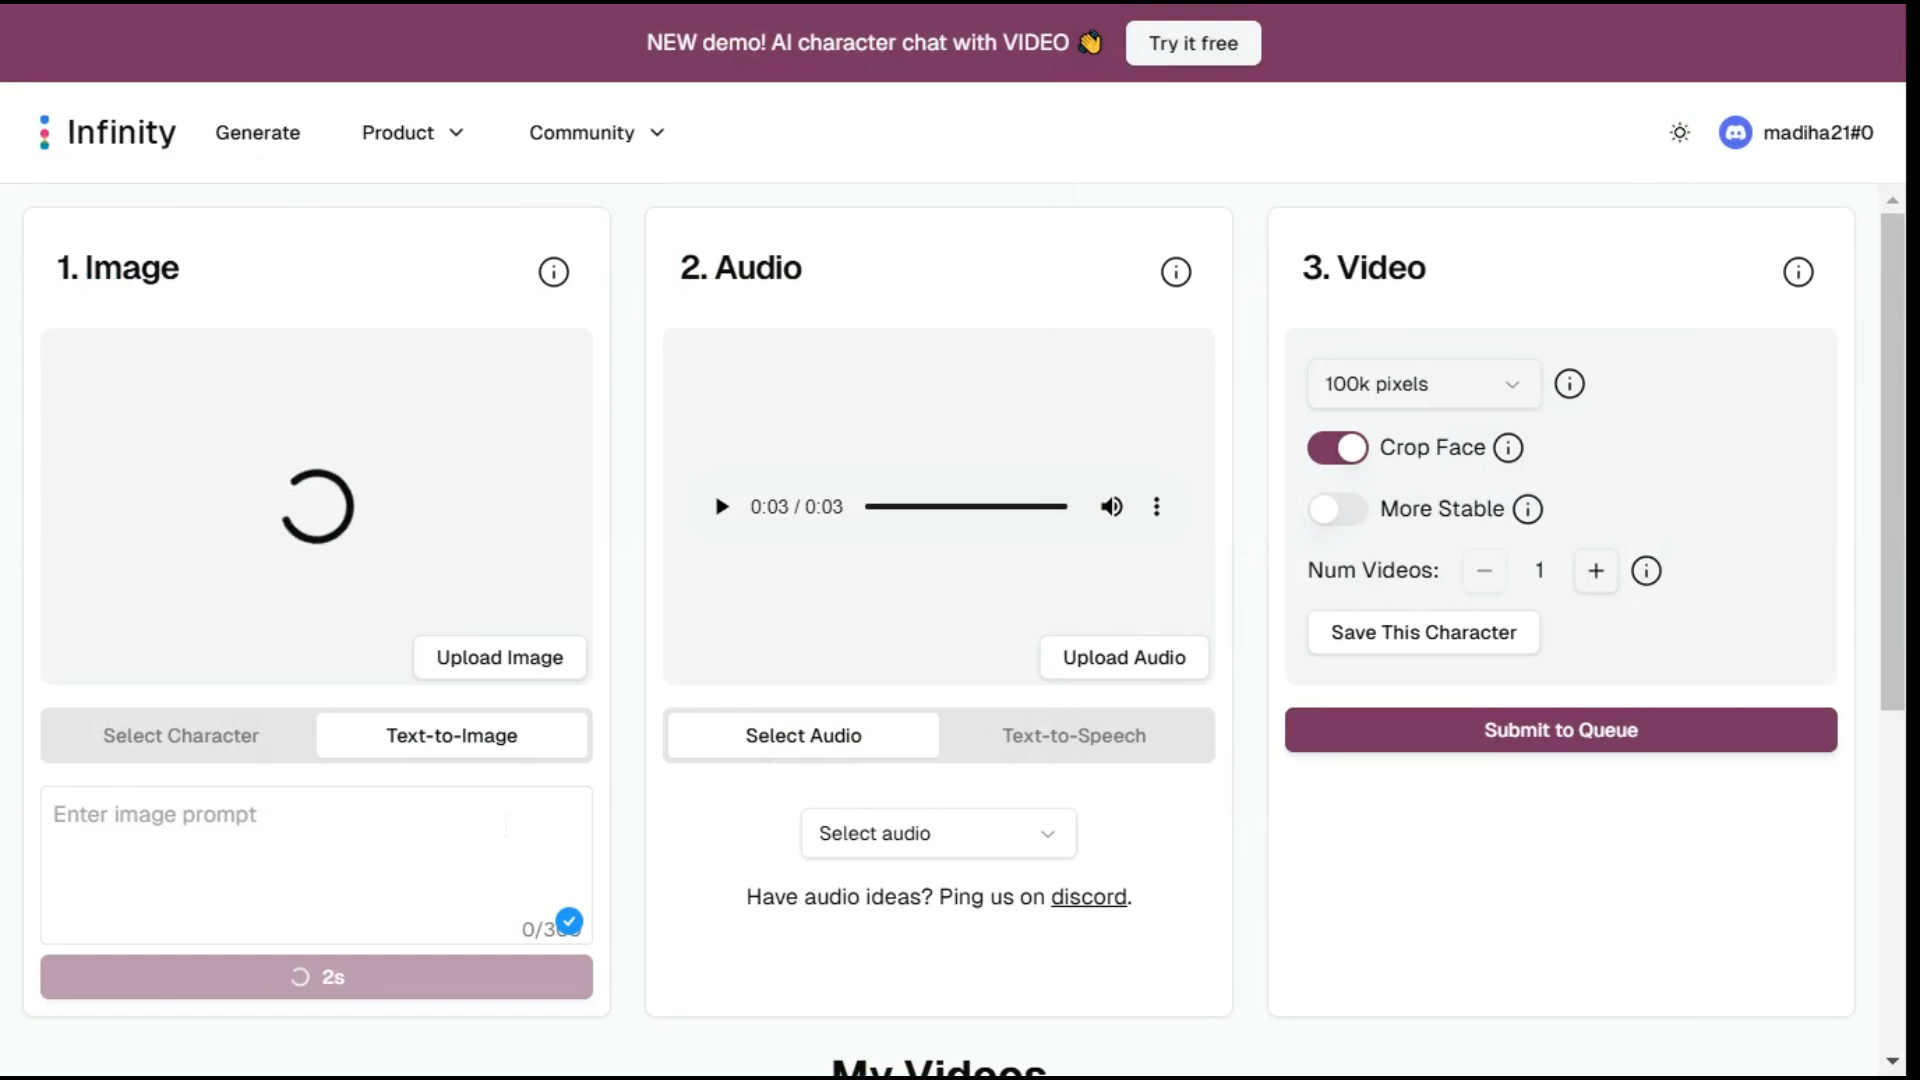 NEW demo! AI character chat with VIDEO 👋 Try it free
Infinity Generate Product Community madiha21#0
1. Image
Upload Image
Select Character Text-to-Image
Enter image prompt
2s
2. Audio
0:03 / 0:03
Upload Audio
Select Audio Text-to-Speech
Select audio
Have audio ideas? Ping us on discord.
3. Video
100k pixels
Crop Face
More Stable
Num Videos: 1
Save This Character
Submit to Queue
My Videos